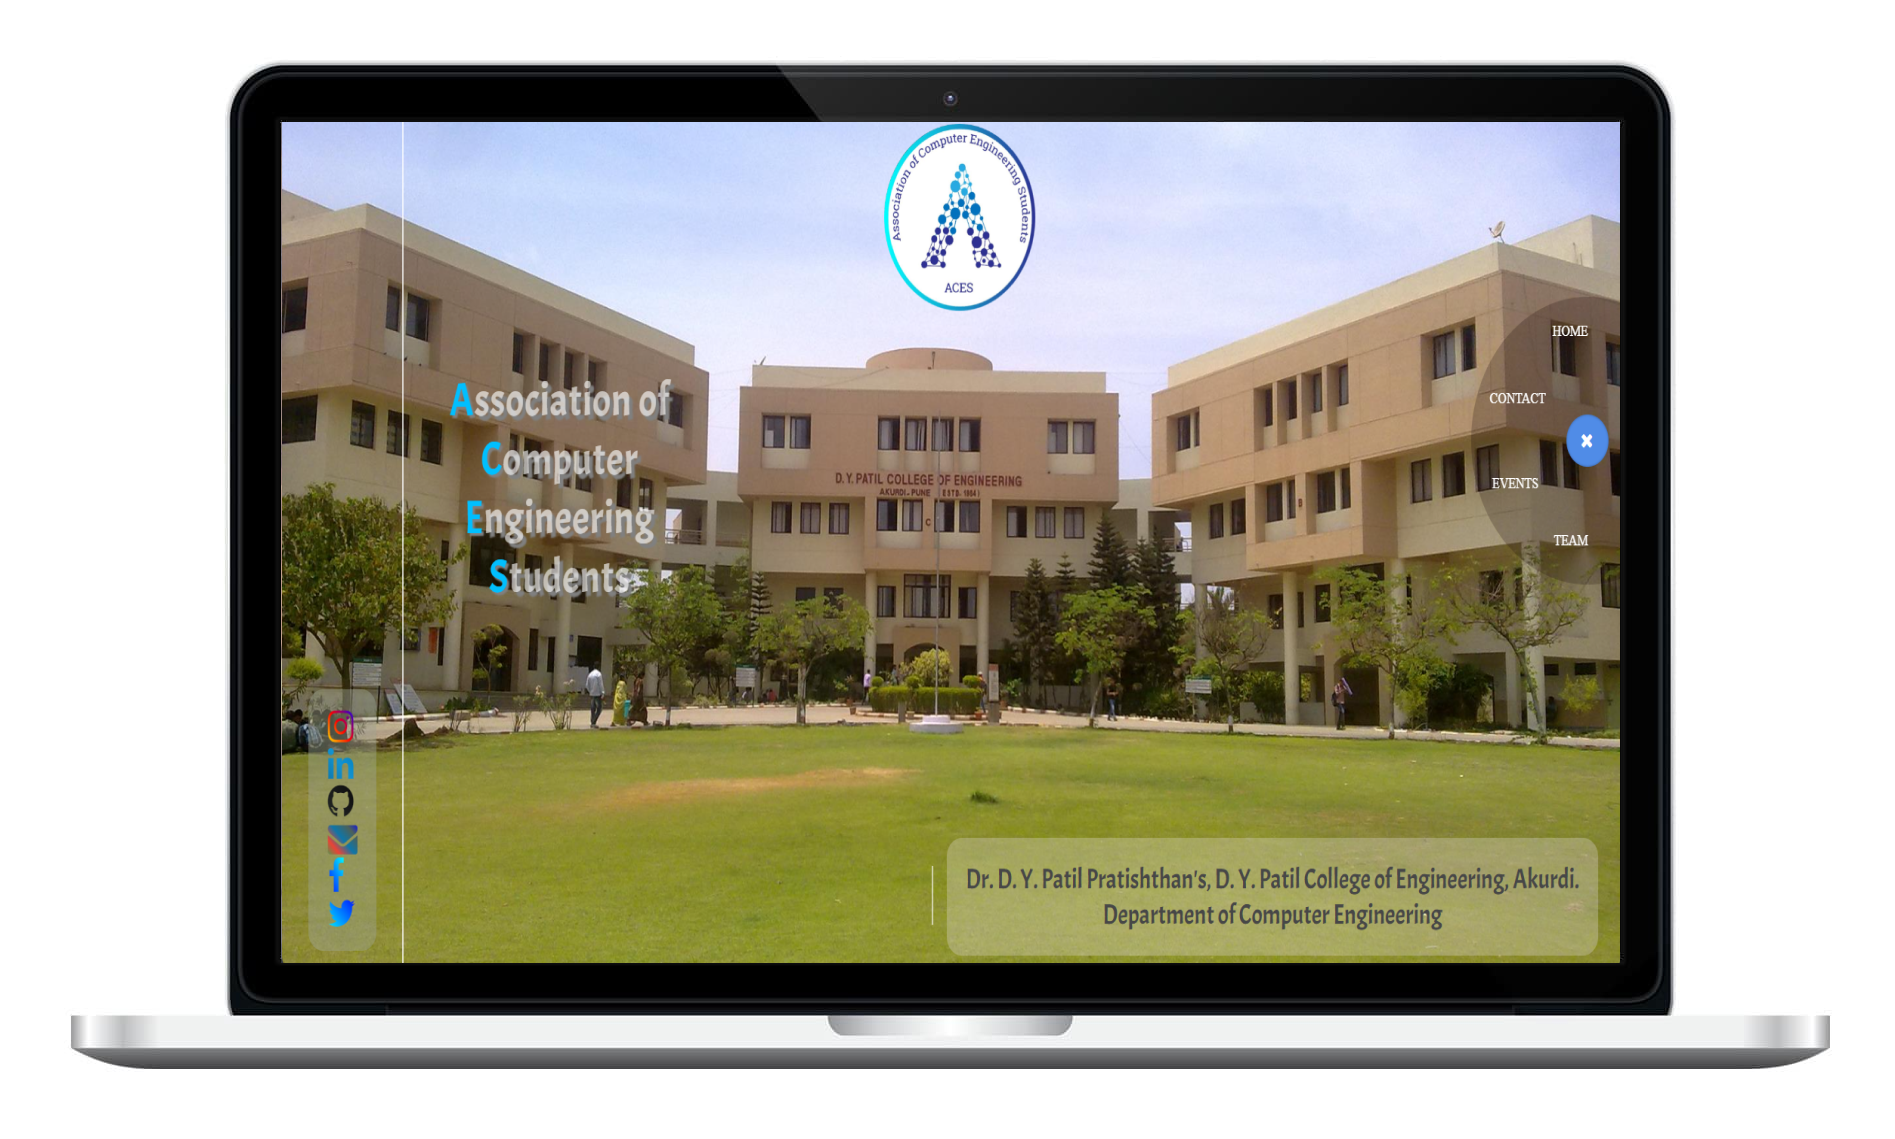 Association of Computer Engineering Students
ACES
Association of
Computer
Engineering
Students
D. Y. PATIL COLLEGE OF ENGINEERING
AKURDI - PUNE
C
B
HOME
CONTACT
EVENTS
TEAM
in
f
Dr. D. Y. Patil Pratishthan's, D. Y. Patil College of Engineering, Akurdi.
Department of Computer Engineering